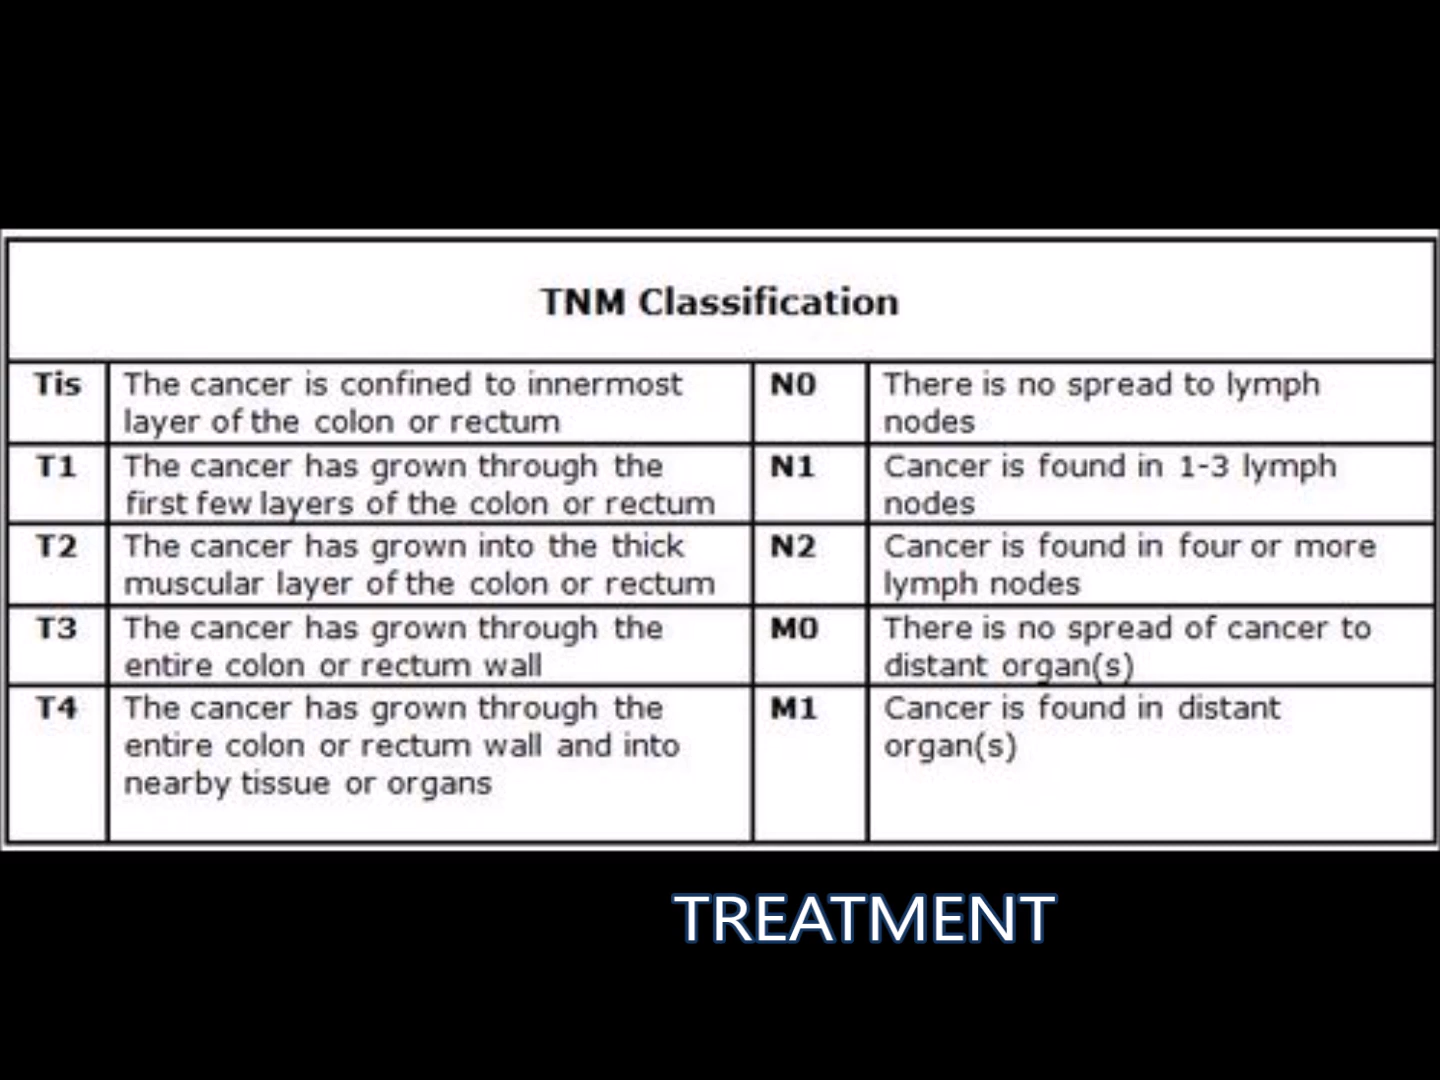 TNM Classification
Tis The cancer is confined to innermost N0 There is no spread to lymph
layer of the colon or rectum nodes
T1 The cancer has grown through the N1 Cancer is found in 1-3 lymph
first few layers of the colon or rectum nodes
T2 The cancer has grown into the thick N2 Cancer is found in four or more
muscular layer of the colon or rectum lymph nodes
T3 The cancer has grown through the M0 There is no spread of cancer to
entire colon or rectum wall distant organ(s)
T4 The cancer has grown through the M1 Cancer is found in distant
entire colon or rectum wall and into organ(s)
nearby tissue or organs
TREATMENT